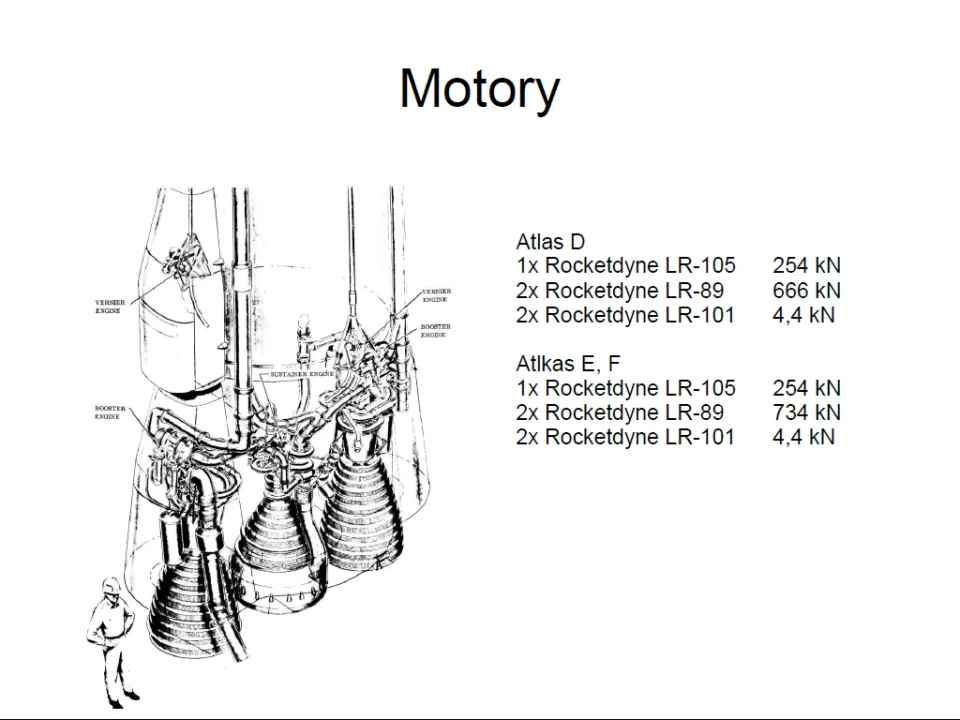 Motory
VERNIER
ENGINE
BOOSTER
ENGINE
SUSTAINER ENGINE
VERNIER
ENGINE
BOOSTER
ENGINE
Atlas D
1x Rocketdyne LR-105 254 kN
2x Rocketdyne LR-89 666 kN
2x Rocketdyne LR-101 4,4 kN
Atlkas E, F
1x Rocketdyne LR-105 254 kN
2x Rocketdyne LR-89 734 kN
2x Rocketdyne LR-101 4,4 kN